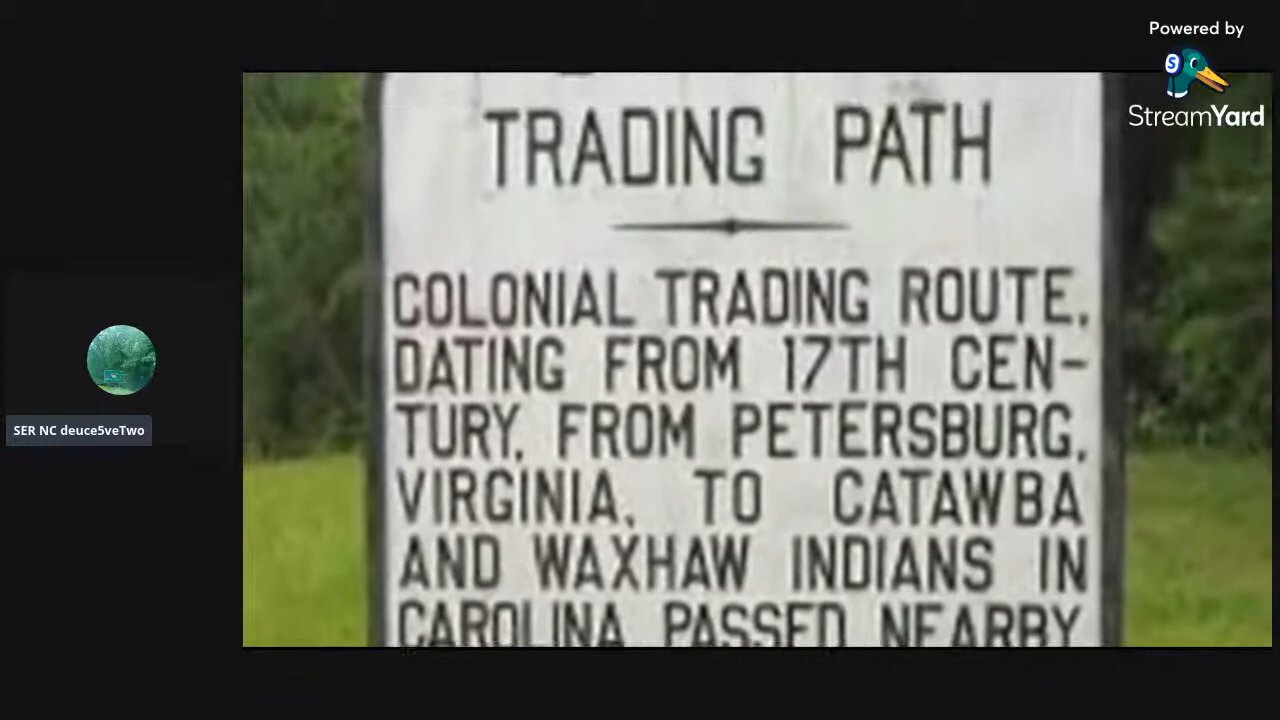 Powered by
StreamYard
TRADING PATH
COLONIAL TRADING ROUTE,
DATING FROM 17TH CEN-
TURY, FROM PETERSBURG,
VIRGINIA, TO CATAWBA
AND WAXHAW INDIANS IN
CAROLINA PASSED NEARBY
SER NC deuce5veTwo